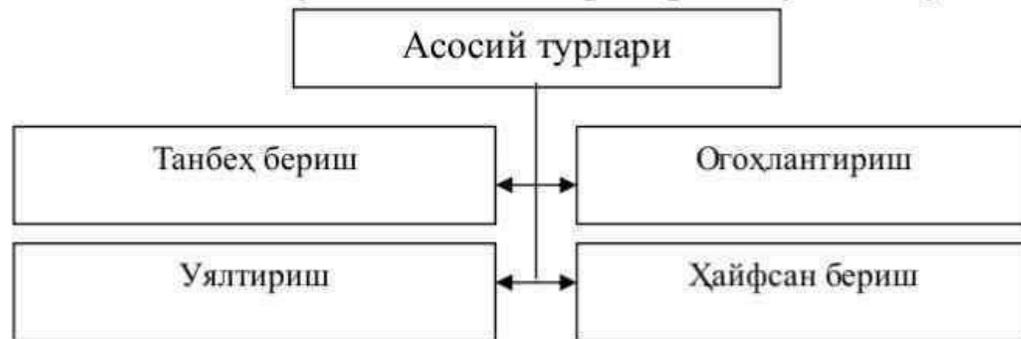 Асосий турлари
Танбеҳ бериш
Огоҳлантириш
Уялтириш
Ҳайфсан бериш